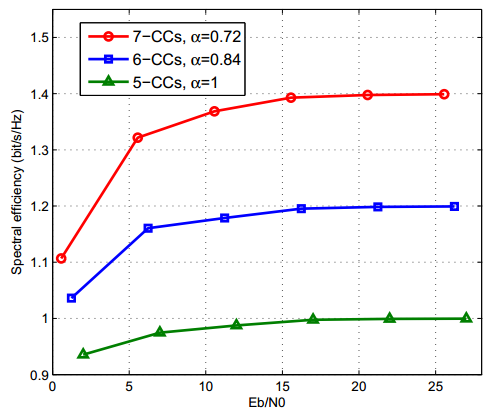 7−CCs, α=0.72
6−CCs, α=0.84
5−CCs, α=1
Spectral efficiency (bit/s/Hz)
1.5
1.4
1.3
1.2
1.1
1
0.9
0 5 10 15 20 25
Eb/N0